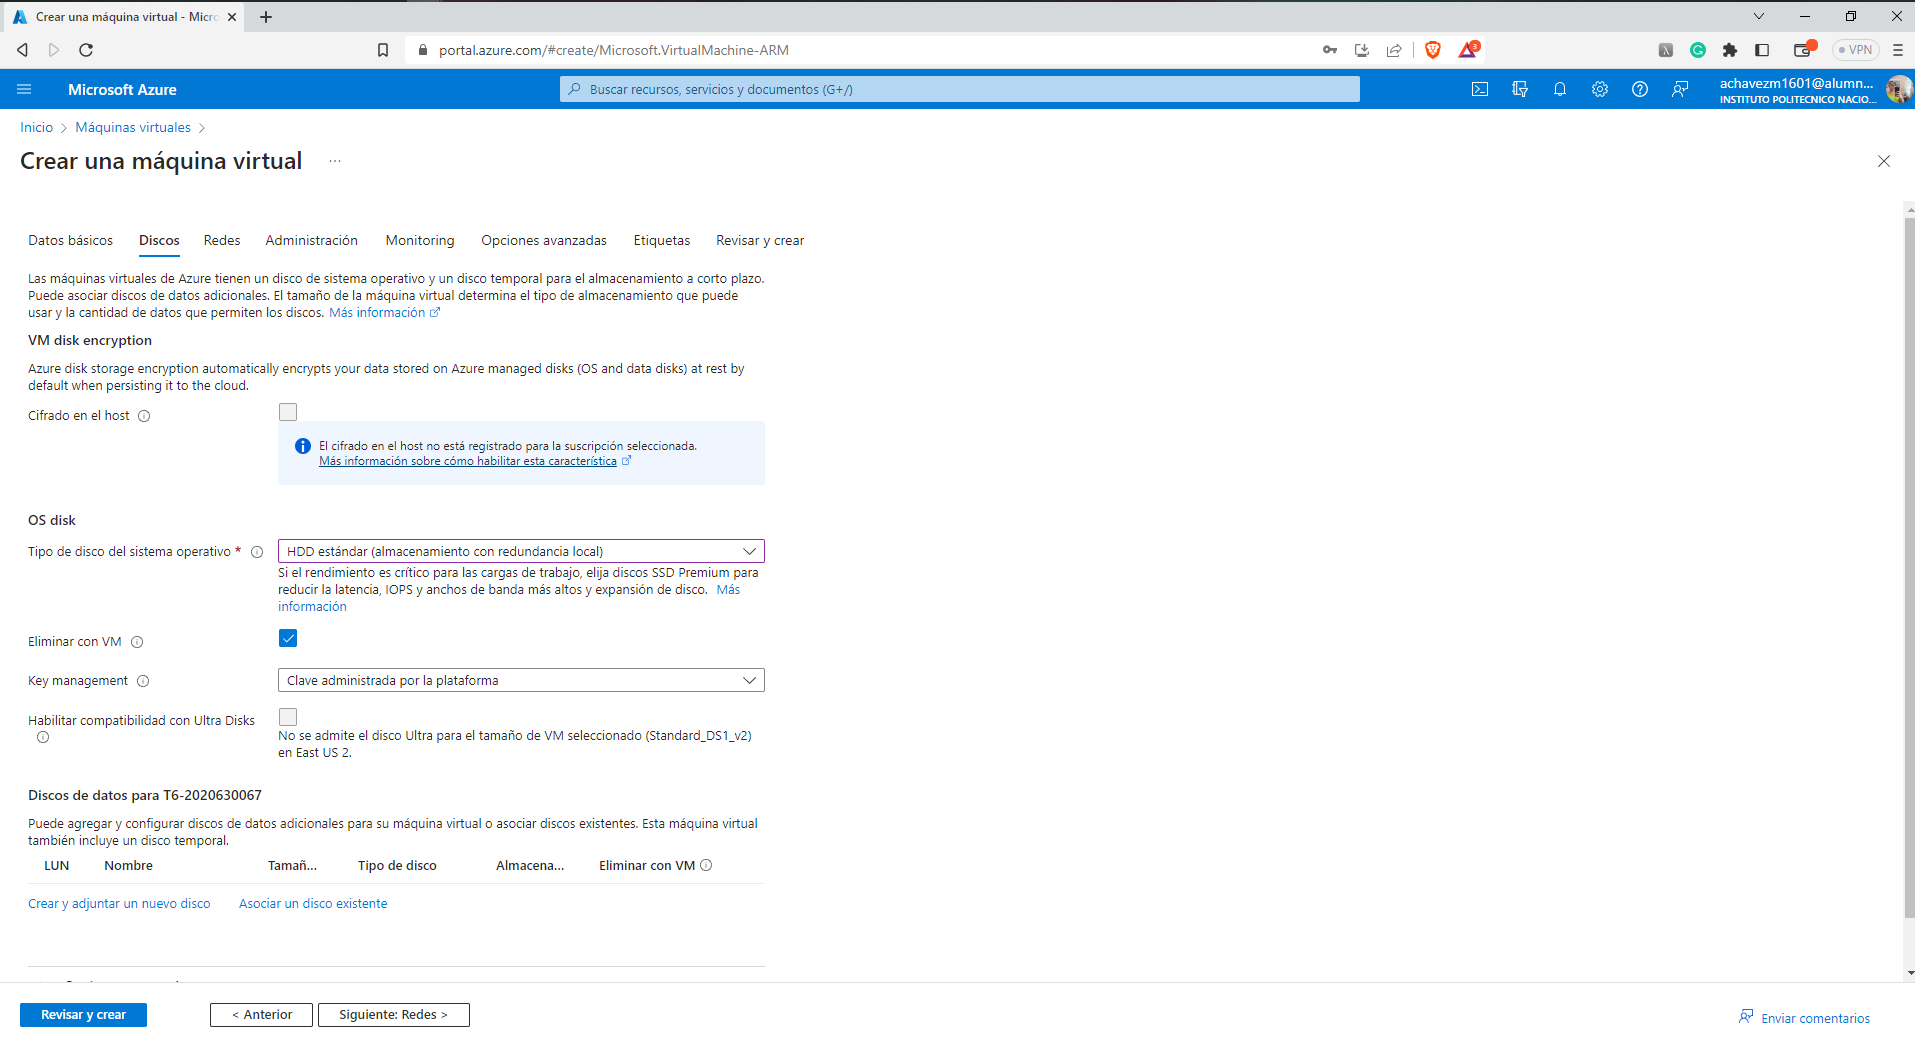 Crear una máquina virtual - Micro
portal.azure.com/#create/Microsoft.VirtualMachine-ARM
3
VPN
Microsoft Azure
Buscar recursos, servicios y documentos (G+/)
achavezm1601@alumn...
INSTITUTO POLITECNICO NACIO...
Inicio > Máquinas virtuales >
Crear una máquina virtual ...
Datos básicos Discos Redes Administración Monitoring Opciones avanzadas Etiquetas Revisar y crear
Las máquinas virtuales de Azure tienen un disco de sistema operativo y un disco temporal para el almacenamiento a corto plazo.
Puede asociar discos de datos adicionales. El tamaño de la máquina virtual determina el tipo de almacenamiento que puede
usar y la cantidad de datos que permiten los discos. Más información
VM disk encryption
Azure disk storage encryption automatically encrypts your data stored on Azure managed disks (OS and data disks) at rest by
default when persisting it to the cloud.
Cifrado en el host
El cifrado en el host no está registrado para la suscripción seleccionada.
Más información sobre cómo habilitar esta característica
OS disk
Tipo de disco del sistema operativo * HDD estándar (almacenamiento con redundancia local)
Si el rendimiento es crítico para las cargas de trabajo, elija discos SSD Premium para
reducir la latencia, IOPS y anchos de banda más altos y expansión de disco. Más
información
Eliminar con VM
Key management Clave administrada por la plataforma
Habilitar compatibilidad con Ultra Disks
No se admite el disco Ultra para el tamaño de VM seleccionado (Standard_DS1_v2)
en East US 2.
Discos de datos para T6-2020630067
Puede agregar y configurar discos de datos adicionales para su máquina virtual o asociar discos existentes. Esta máquina virtual
también incluye un disco temporal.
LUN Nombre Tamañ... Tipo de disco Almacena... Eliminar con VM
Crear y adjuntar un nuevo disco Asociar un disco existente
Revisar y crear < Anterior Siguiente: Redes > Enviar comentarios